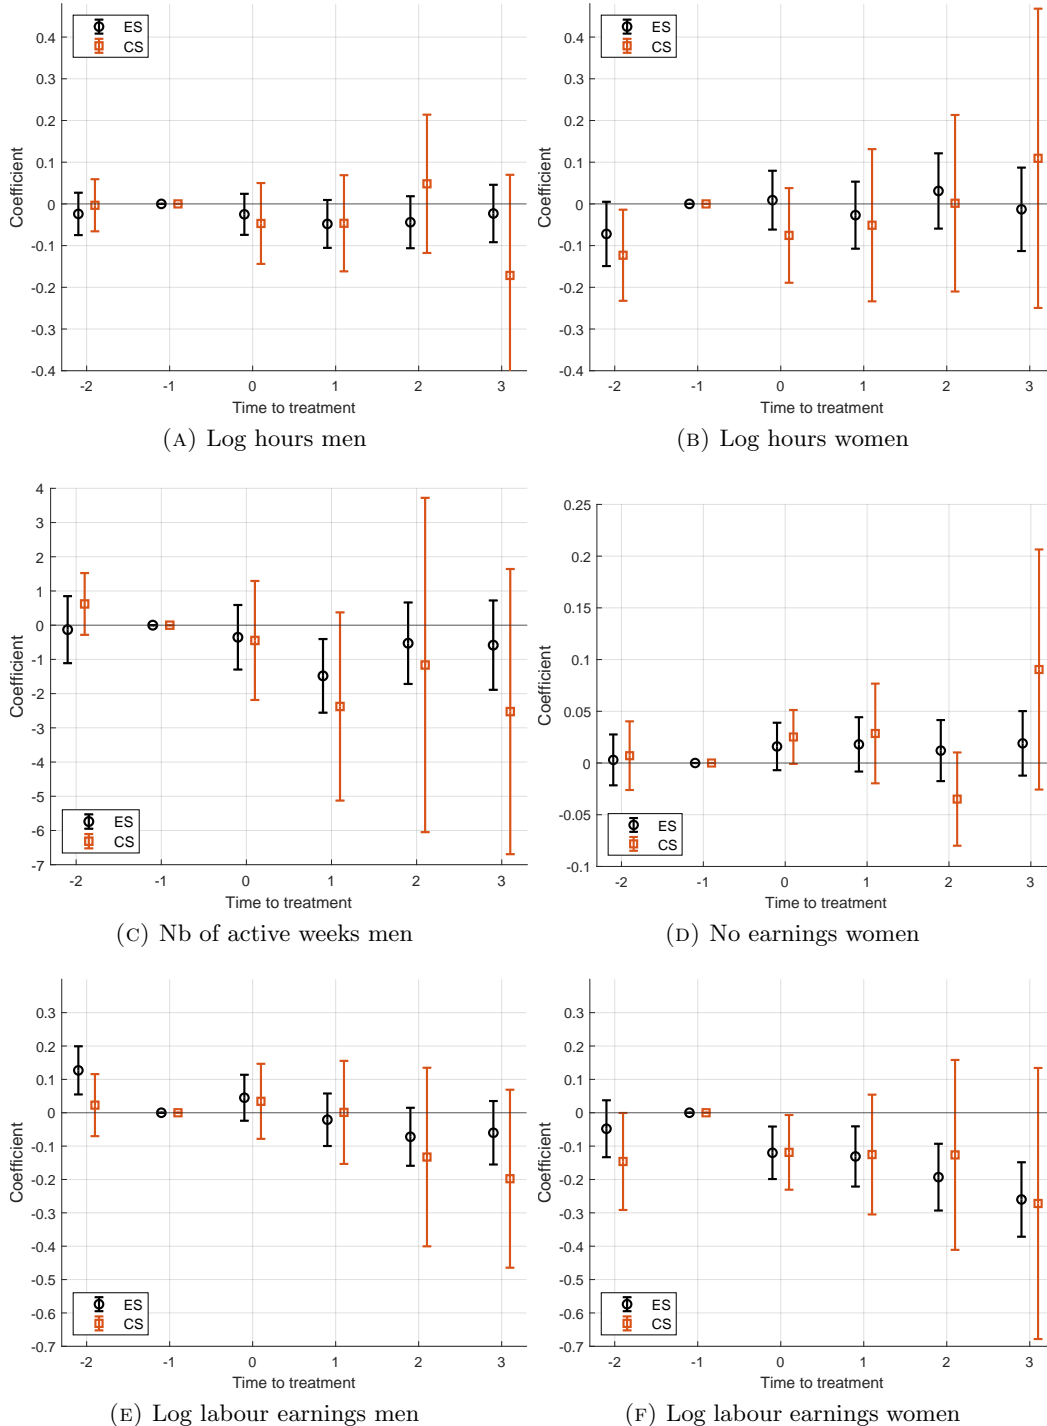 ES
CS
0.4
0.3
0.2
0.1
0
-0.1
-0.2
-0.3
-0.4
Coefficient
-2 -1 0 1 2 3
Time to treatment
(A) Log hours men
ES
CS
0.4
0.3
0.2
0.1
0
-0.1
-0.2
-0.3
-0.4
Coefficient
-2 -1 0 1 2 3
Time to treatment
(B) Log hours women
4
3
2
1
0
-1
-2
-3
-4
-5
-6
-7
Coefficient
ES
CS
-2 -1 0 1 2 3
Time to treatment
(C) Nb of active weeks men
0.25
0.2
0.15
0.1
0.05
0
-0.05
-0.1
Coefficient
ES
CS
-2 -1 0 1 2 3
Time to treatment
(D) No earnings women
0.3
0.2
0.1
0
-0.1
-0.2
-0.3
-0.4
-0.5
-0.6
-0.7
Coefficient
ES
CS
-2 -1 0 1 2 3
Time to treatment
(E) Log labour earnings men
0.3
0.2
0.1
0
-0.1
-0.2
-0.3
-0.4
-0.5
-0.6
-0.7
Coefficient
ES
CS
-2 -1 0 1 2 3
Time to treatment
(F) Log labour earnings women